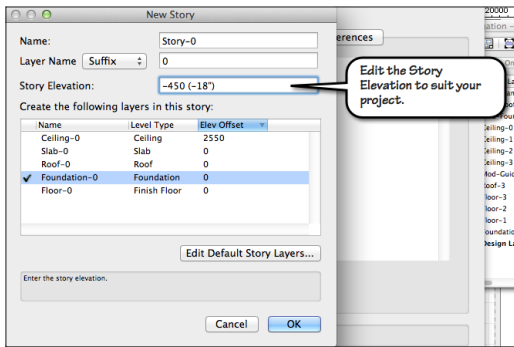 New Story
Name: Story-0
Layer Name Suffix 0
Story Elevation: -450 (-18")
Create the following layers in this story:
Name Level Type Elev Offset
Ceiling-0 Ceiling 2550
Slab-0 Slab 0
Roof-0 Roof 0
✓ Foundation-0 Foundation 0
Floor-0 Finish Floor 0
Edit Default Story Layers...
Enter the story elevation.
Cancel OK
Edit the Story
Elevation to suit your
project.
20000
Ceiling-0
Ceiling-1
Ceiling-2
Ceiling-3
Mod-Guid
Roof-3
Floor-3
Floor-2
Floor-1
Foundatio
Design La